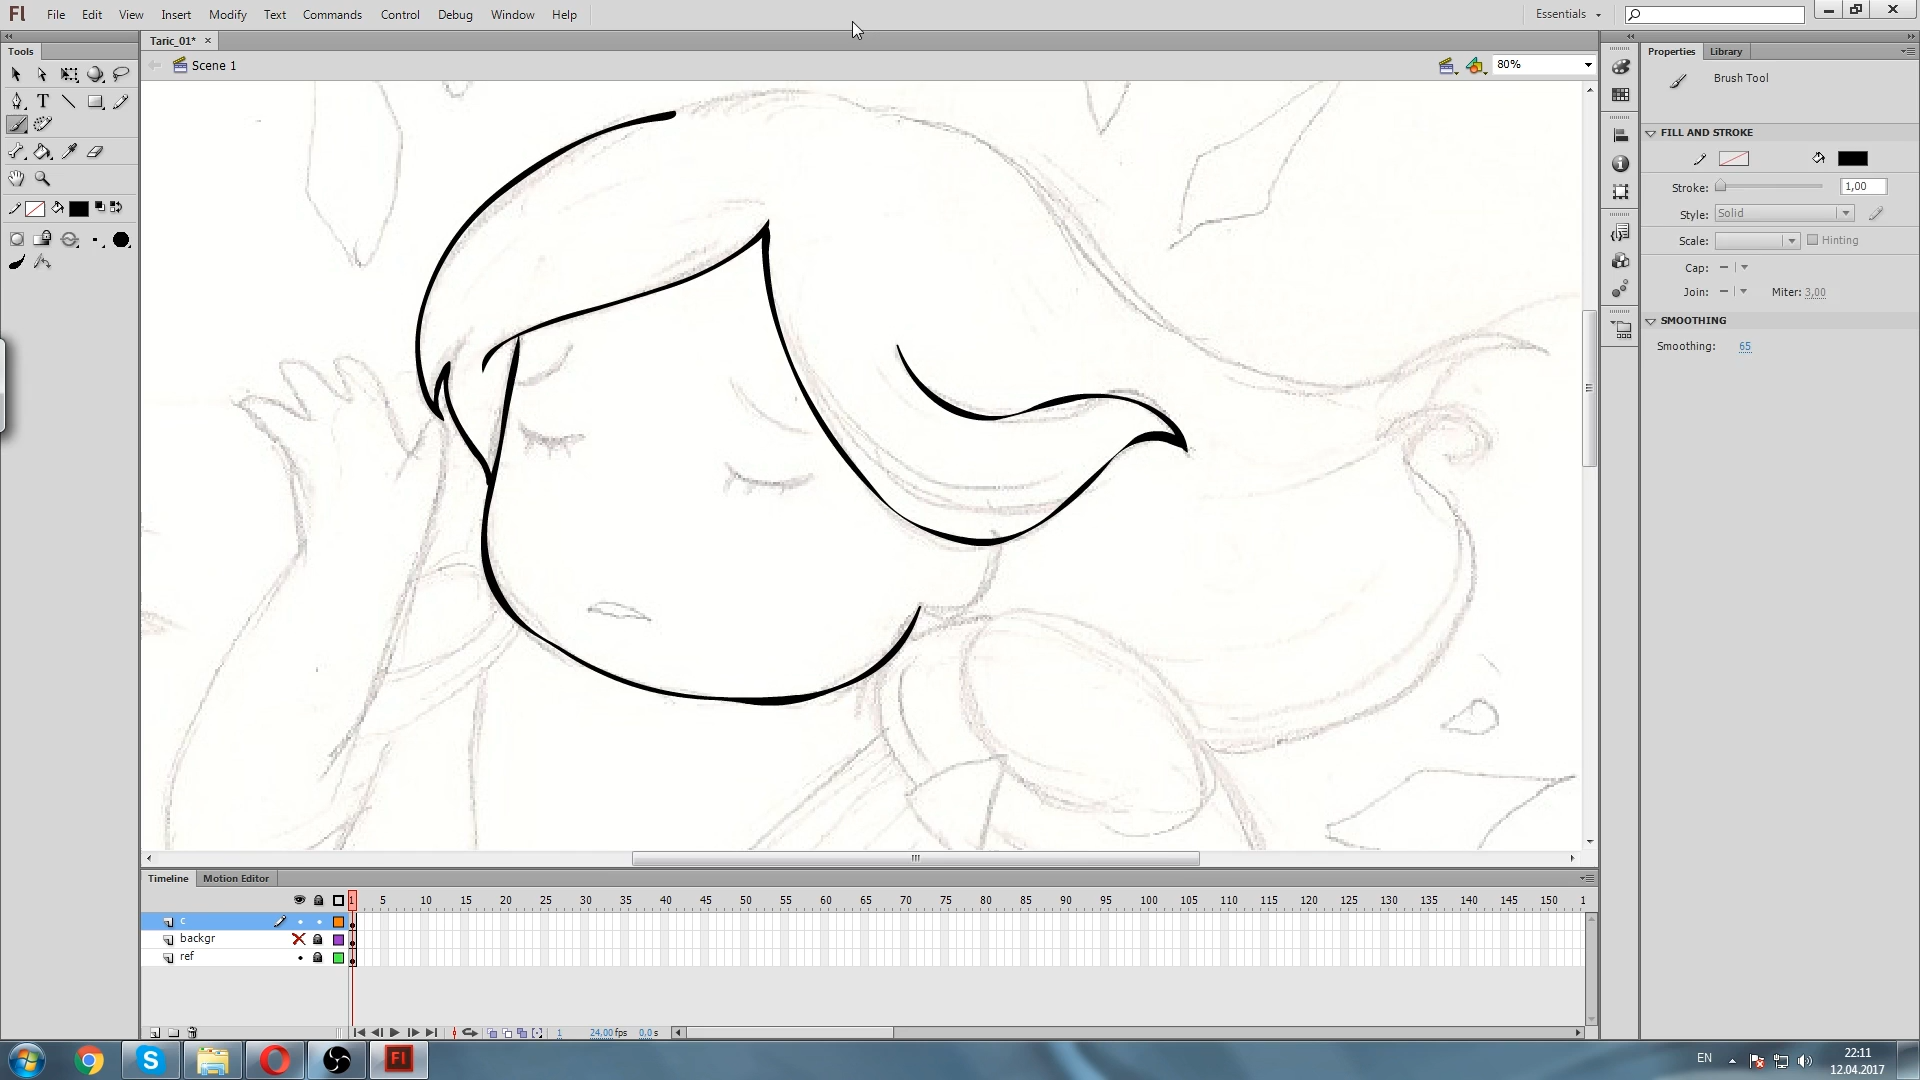 Fl File Edit View Insert Modify Text Commands Control Debug Window Help Essentials
Taric_01* ×
Tools
Scene 1 80%
Properties Library
Brush Tool
FILL AND STROKE
Stroke: 1,00
Style: Solid
Scale: Hinting
Cap:
Join: Miter: 3,00
SMOOTHING
Smoothing: 65
Timeline Motion Editor
1 5 10 15 20 25 30 35 40 45 50 55 60 65 70 75 80 85 90 95 100 105 110 115 120 125 130 135 140 145 150 1
c
backgr
ref
1 24,00 fps 0,0 s
EN
22:11
12.04.2017